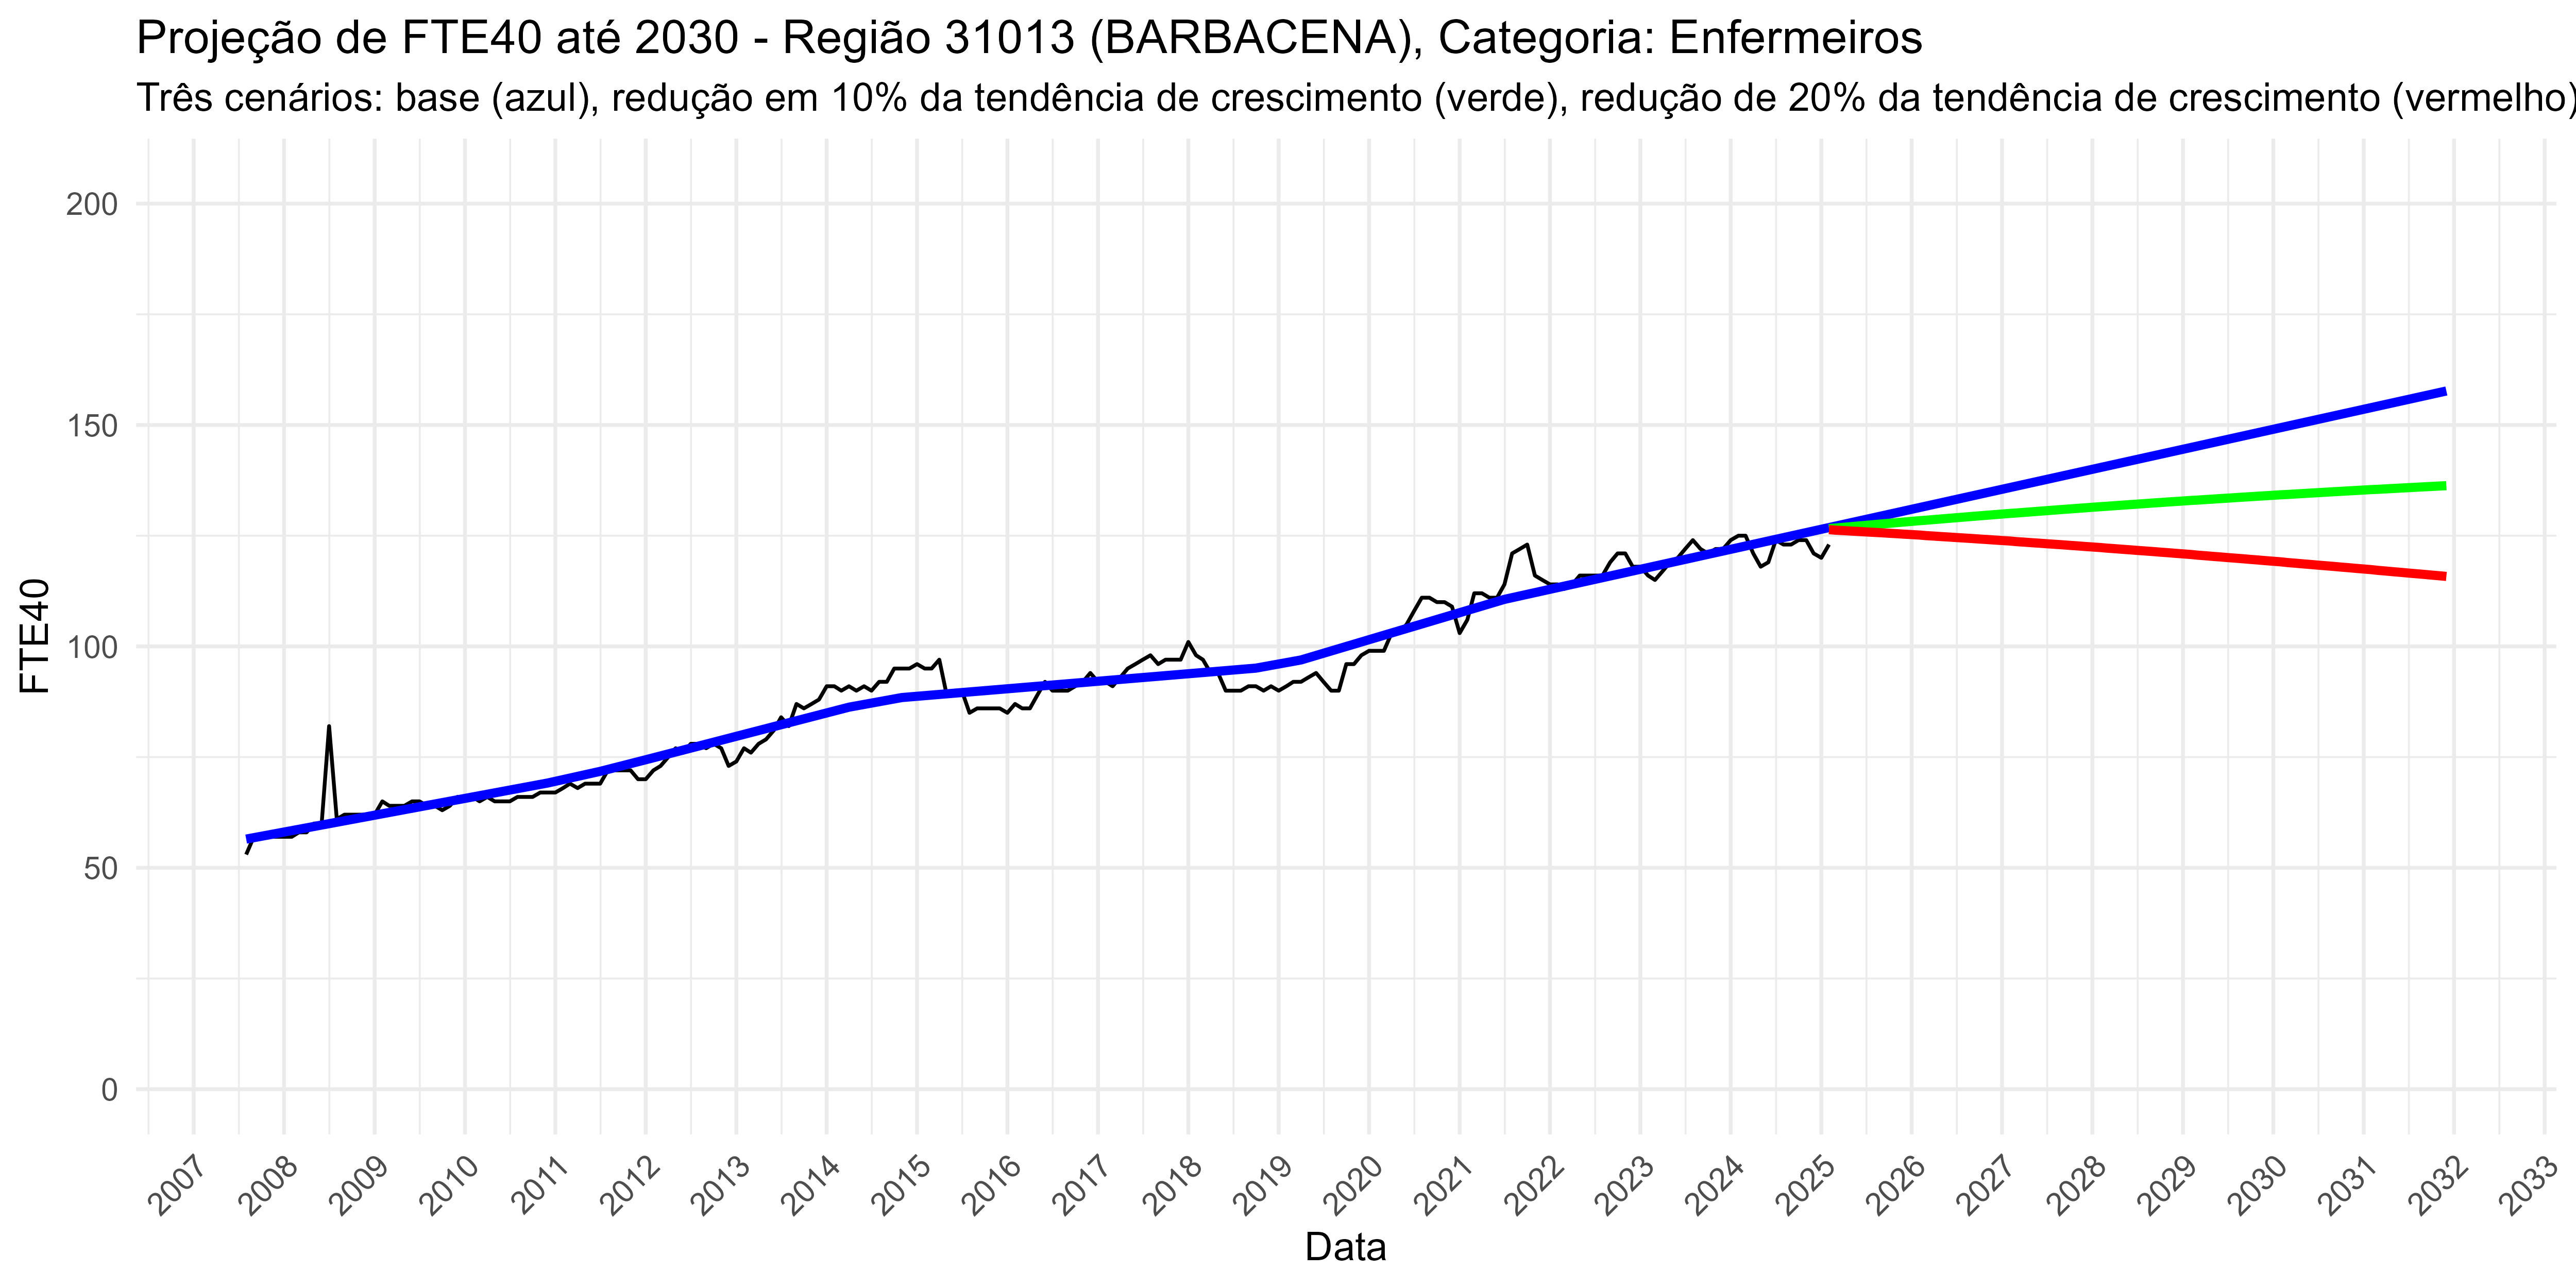 Projeção de FTE40 até 2030 - Região 31013 (BARBACENA), Categoria: Enfermeiros
Três cenários: base (azul), redução em 10% da tendência de crescimento (verde), redução de 20% da tendência de crescimento (vermelho)
200
150
100
50
0
FTE40
2007 2008 2009 2010 2011 2012 2013 2014 2015 2016 2017 2018 2019 2020 2021 2022 2023 2024 2025 2026 2027 2028 2029 2030 2031 2032 2033
Data